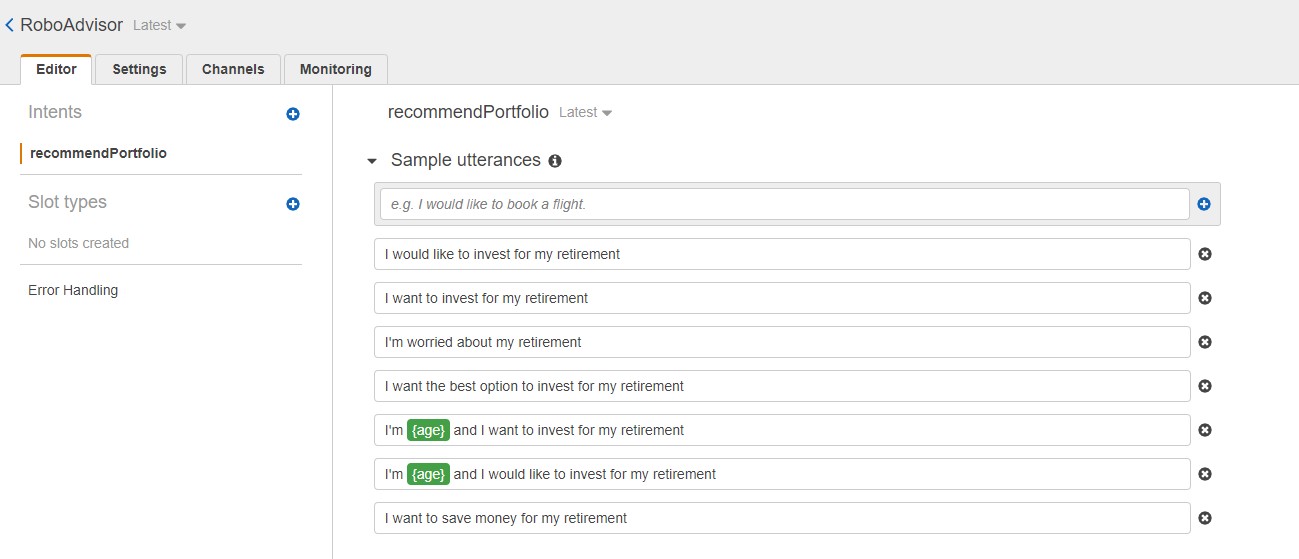 RoboAdvisor Latest
Editor Settings Channels Monitoring
Intents
recommendPortfolio
Slot types
No slots created
Error Handling
recommendPortfolio Latest
Sample utterances
e.g. I would like to book a flight.
I would like to invest for my retirement
I want to invest for my retirement
I'm worried about my retirement
I want the best option to invest for my retirement
I'm {age} and I want to invest for my retirement
I'm {age} and I would like to invest for my retirement
I want to save money for my retirement